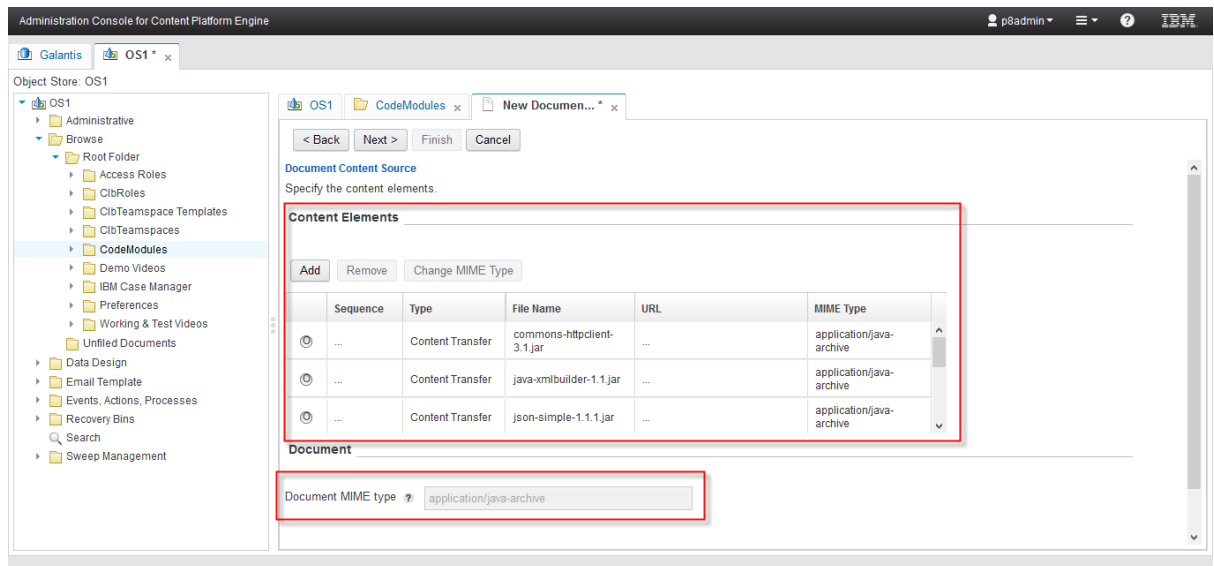 Administration Console for Content Platform Engine
p8admin
?
IBM
Galantis
OS1 *
x
Object Store: OS1
OS1
Administrative
Browse
Root Folder
Access Roles
ClbRoles
ClbTeamspace Templates
ClbTeamspaces
CodeModules
Demo Videos
IBM Case Manager
Preferences
Working & Test Videos
Unfiled Documents
Data Design
Email Template
Events, Actions, Processes
Recovery Bins
Search
Sweep Management
OS1
CodeModules x
New Documen... * x
< Back
Next >
Finish
Cancel
Document Content Source
Specify the content elements.
Content Elements
Add
Remove
Change MIME Type
Sequence Type File Name URL MIME Type
... Content Transfer commons-httpclient-3.1.jar ... application/java-archive
... Content Transfer java-xmlbuilder-1.1.jar ... application/java-archive
... Content Transfer json-simple-1.1.1.jar ... application/java-archive
Document
Document MIME type ? application/java-archive